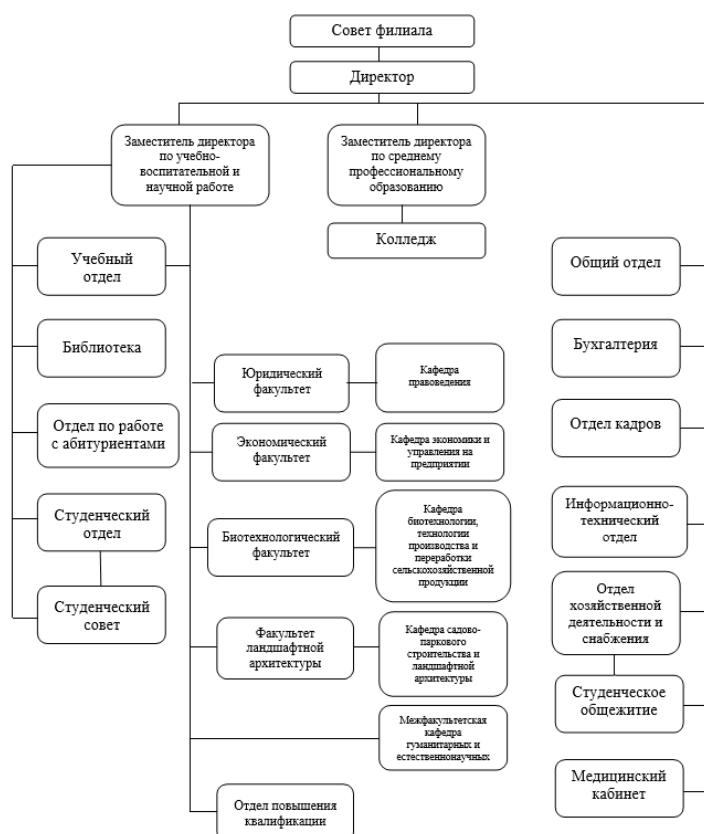 Совет филиала
Директор
Заместитель директора
по учебно-
воспитательной и
научной работе
Заместитель директора
по среднему
профессиональному
образованию
Колледж
Учебный
отдел
Библиотека
Отдел по работе
с абитуриентами
Студенческий
отдел
Студенческий
совет
Юридический
факультет
Кафедра
правоведения
Экономический
факультет
Кафедра экономики и
управления на
предприятии
Биотехнологический
факультет
Кафедра
биотехнологии,
технологии
производства и
переработки
сельскохозяйственной
продукции
Факультет
ландшафтной
архитектуры
Кафедра садово-
паркового
строительства и
ландшафтной
архитектуры
Межфакультетская
кафедра
гуманитарных и
естественнонаучных
Отдел повышения
квалификации
Общий отдел
Бухгалтерия
Отдел кадров
Информационно-
технический
отдел
Отдел
хозяйственной
деятельности и
снабжения
Студенческое
общежитие
Медицинский
кабинет